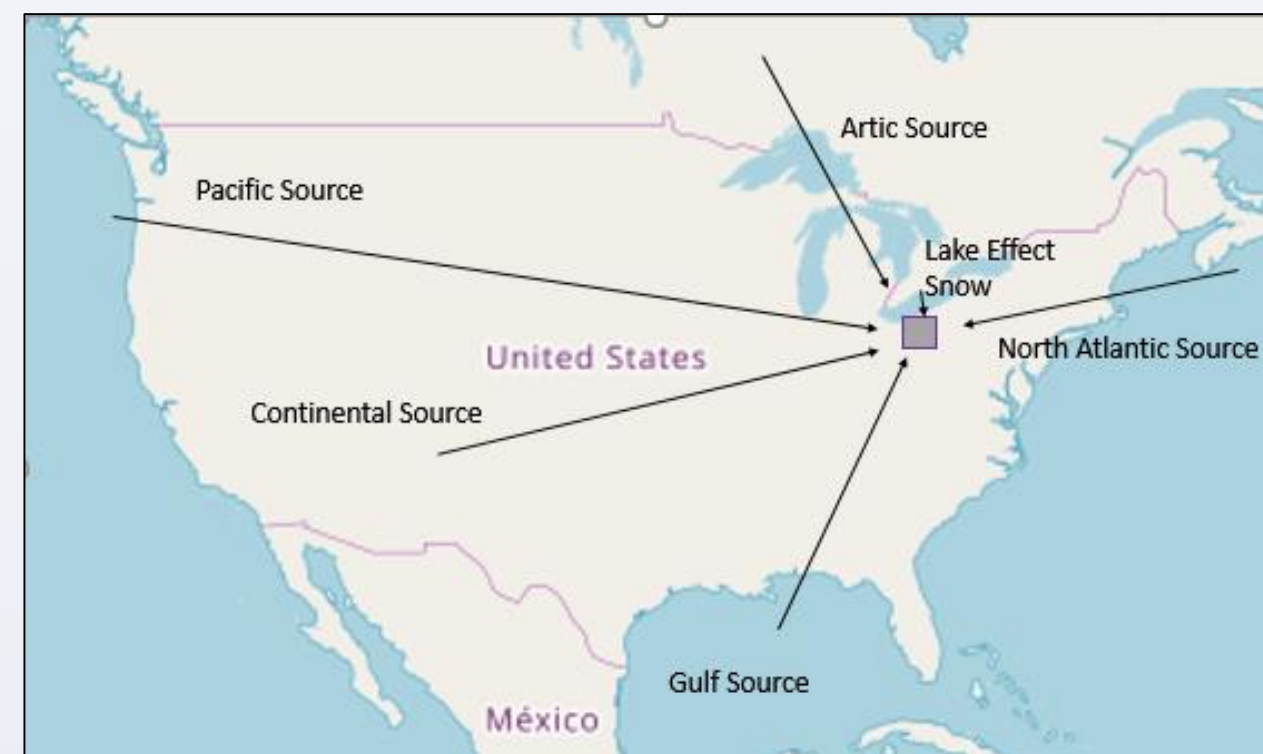 Artic Source
Pacific Source
Lake Effect
Snow
North Atlantic Source
United States
Continental Source
Gulf Source
México